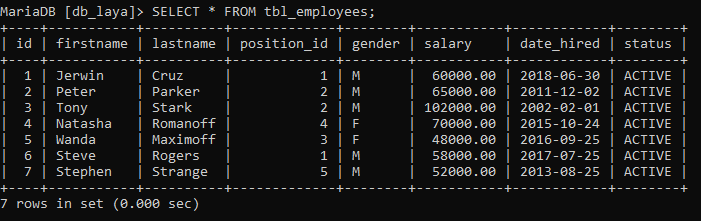 MariaDB [db_laya]> SELECT * FROM tbl_employees;
+----+-----------+----------+-------------+--------+-----------+------------+--------+
| id | firstname | lastname | position_id | gender | salary    | date_hired | status |
+----+-----------+----------+-------------+--------+-----------+------------+--------+
|  1 | Jerwin    | Cruz     |           1 | M      |  60000.00 | 2018-06-30 | ACTIVE |
|  2 | Peter     | Parker   |           2 | M      |  65000.00 | 2011-12-02 | ACTIVE |
|  3 | Tony      | Stark    |           2 | M      | 102000.00 | 2002-02-01 | ACTIVE |
|  4 | Natasha   | Romanoff |           4 | F      |  70000.00 | 2015-10-24 | ACTIVE |
|  5 | Wanda     | Maximoff |           3 | F      |  48000.00 | 2016-09-25 | ACTIVE |
|  6 | Steve     | Rogers   |           1 | M      |  58000.00 | 2017-07-25 | ACTIVE |
|  7 | Stephen   | Strange  |           5 | M      |  52000.00 | 2013-08-25 | ACTIVE |
+----+-----------+----------+-------------+--------+-----------+------------+--------+
7 rows in set (0.000 sec)